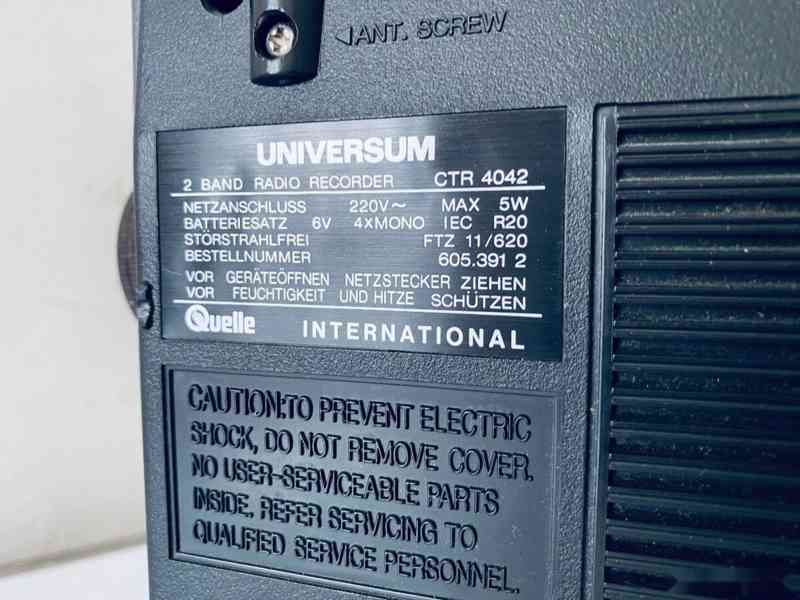 ◁ANT. SCREW
UNIVERSUM
2 BAND RADIO RECORDER CTR 4042
NETZANSCHLUSS 220V~ MAX 5W
BATTERIESATZ 6V 4XMONO IEC R20
STÖRSTRAHLFREI FTZ 11/620
BESTELLNUMMER 605.391 2
VOR GERÄTEÖFFNEN NETZSTECKER ZIEHEN
VOR FEUCHTIGKEIT UND HITZE SCHÜTZEN
Quelle INTERNATIONAL
CAUTION:TO PREVENT ELECTRIC
SHOCK, DO NOT REMOVE COVER.
NO USER-SERVICEABLE PARTS
INSIDE. REFER SERVICING TO
QUALIFIED SERVICE PERSONNEL.